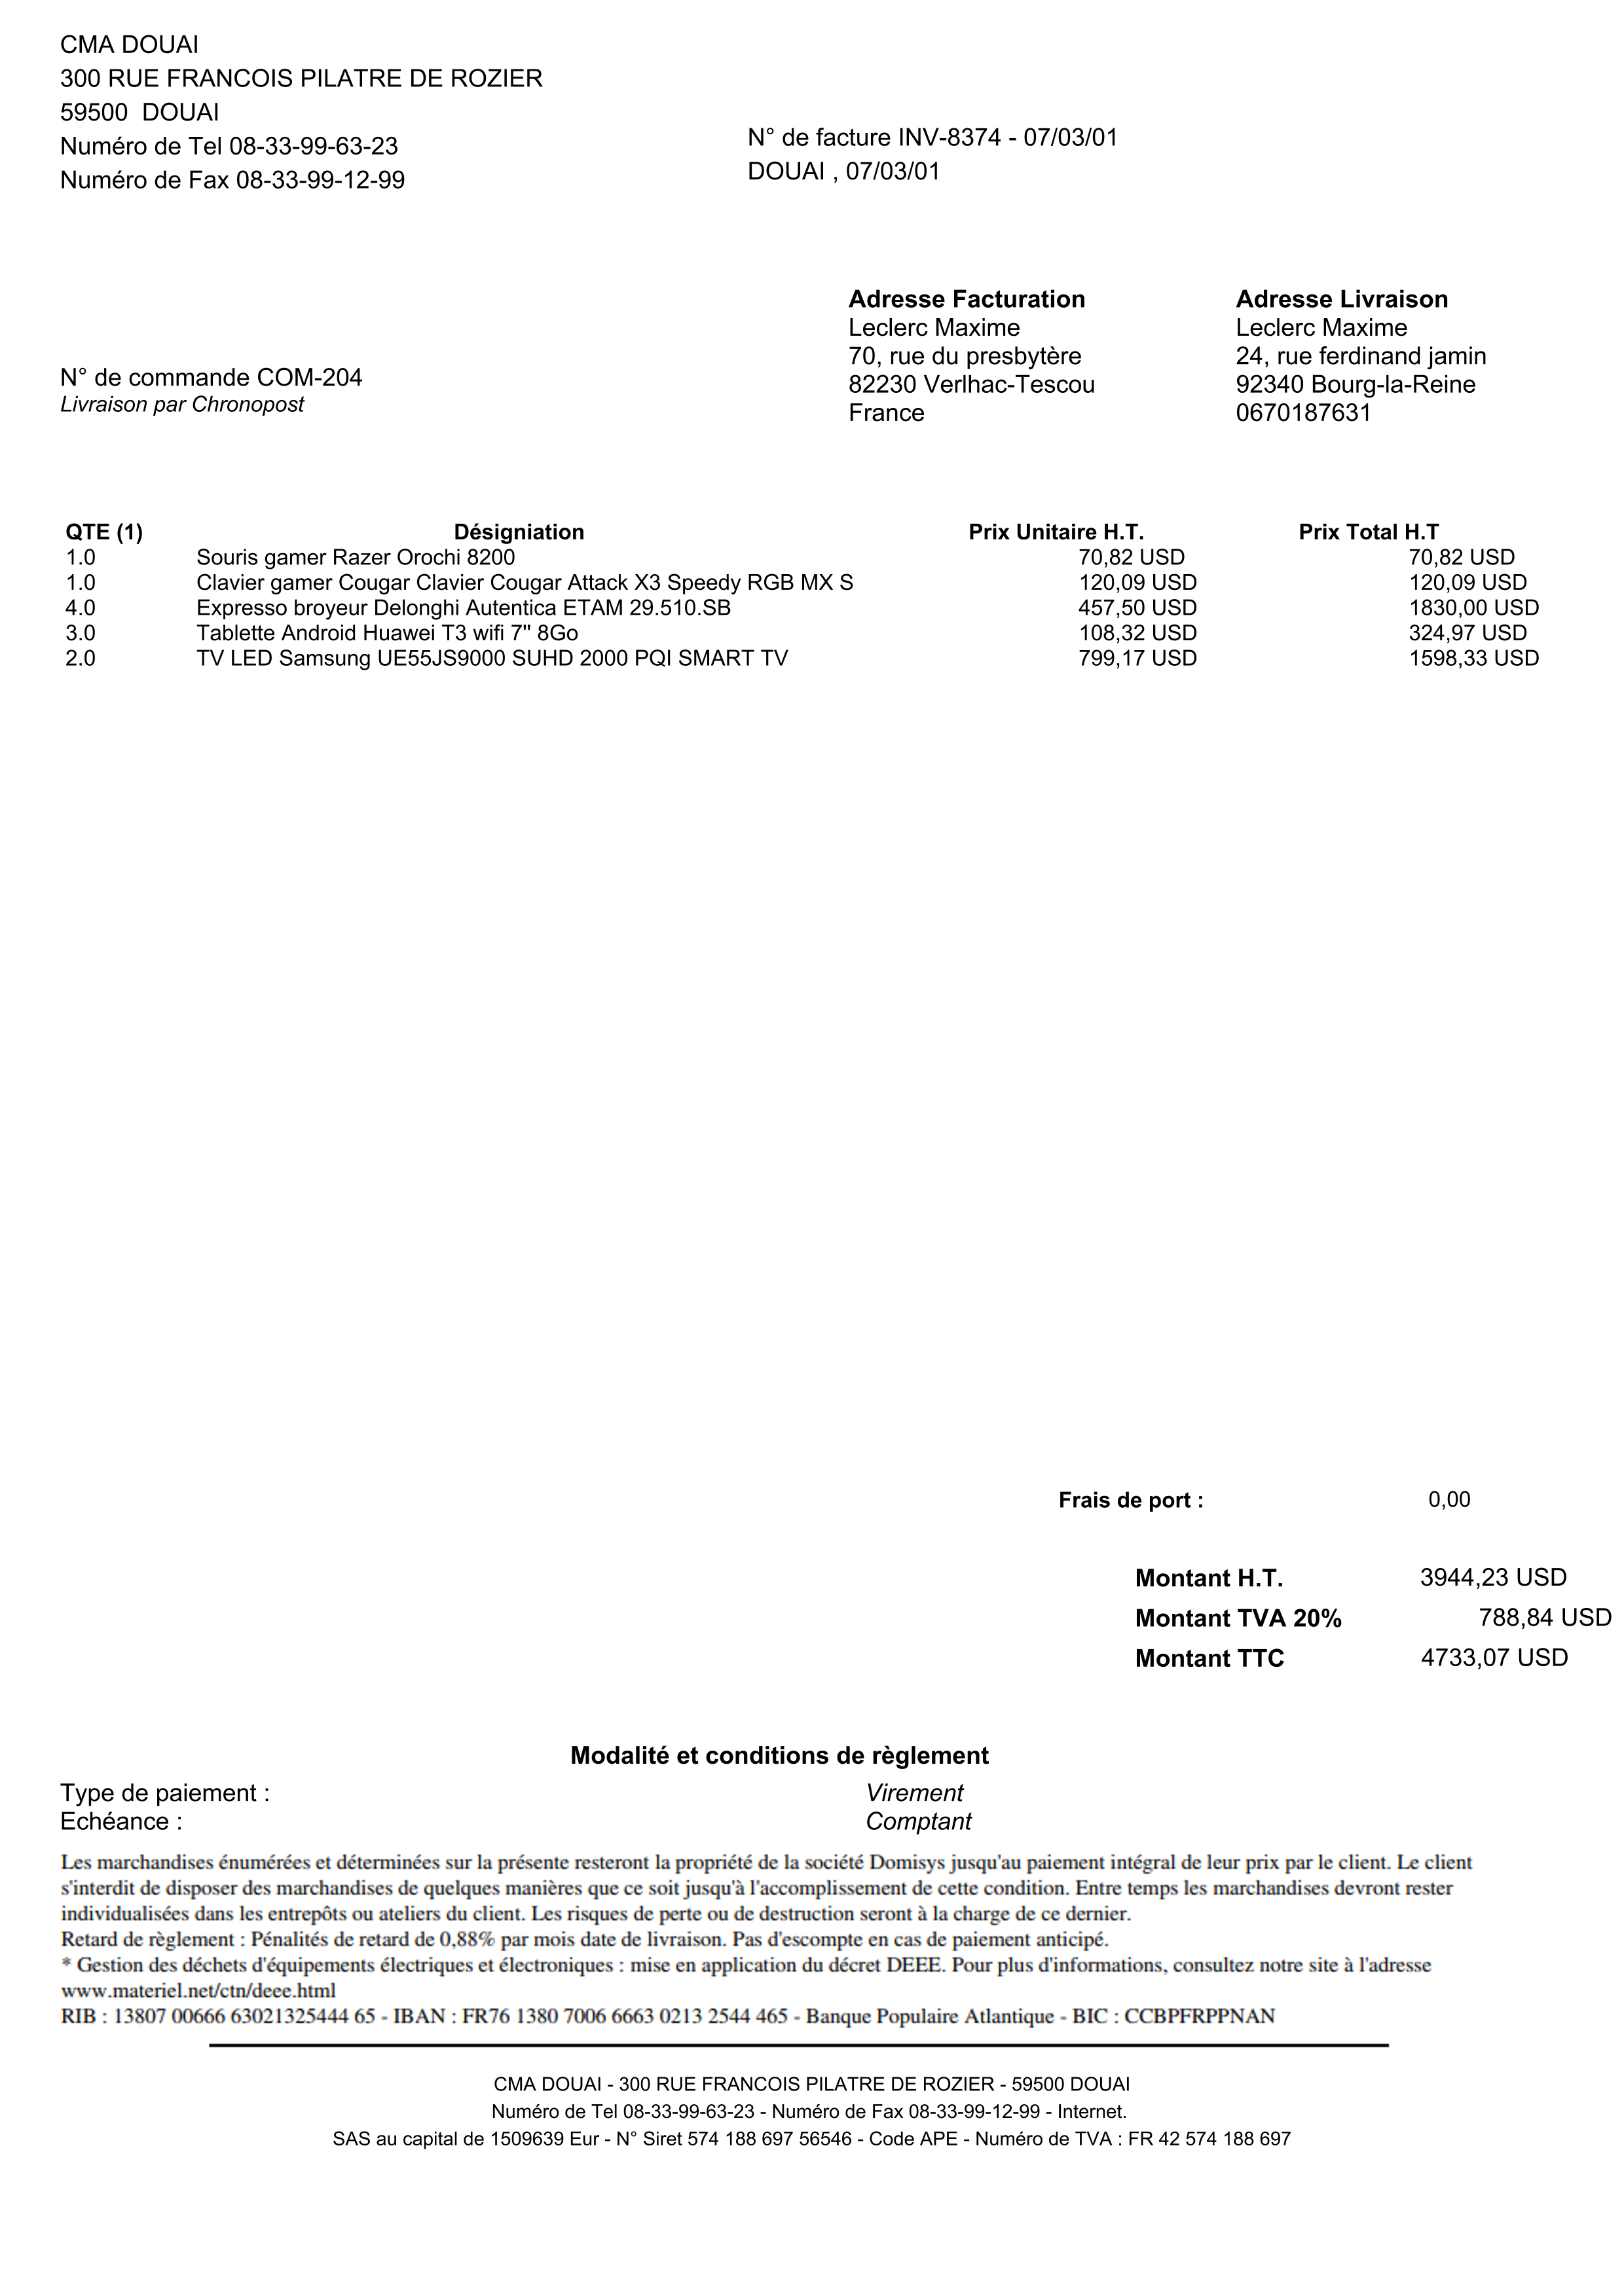 CMA DOUAI
300 RUE FRANCOIS PILATRE DE ROZIER
59500  DOUAI
Numéro de Tel 08-33-99-63-23
Numéro de Fax 08-33-99-12-99
N° de facture INV-8374 - 07/03/01
DOUAI , 07/03/01
N° de commande COM-204
Livraison par Chronopost
Adresse Facturation
Leclerc Maxime
70, rue du presbytère
82230 Verlhac-Tescou
France
Adresse Livraison
Leclerc Maxime
24, rue ferdinand jamin
92340 Bourg-la-Reine
0670187631
QTE (1) Désigniation Prix Unitaire H.T. Prix Total H.T
1.0 Souris gamer Razer Orochi 8200 70,82 USD 70,82 USD
1.0 Clavier gamer Cougar Clavier Cougar Attack X3 Speedy RGB MX S 120,09 USD 120,09 USD
4.0 Expresso broyeur Delonghi Autentica ETAM 29.510.SB 457,50 USD 1830,00 USD
3.0 Tablette Android Huawei T3 wifi 7" 8Go 108,32 USD 324,97 USD
2.0 TV LED Samsung UE55JS9000 SUHD 2000 PQI SMART TV 799,17 USD 1598,33 USD
Frais de port : 0,00
Montant H.T. 3944,23 USD
Montant TVA 20% 788,84 USD
Montant TTC 4733,07 USD
Modalité et conditions de règlement
Type de paiement : Virement
Echéance : Comptant
Les marchandises énumérées et déterminées sur la présente resteront la propriété de la société Domisys jusqu'au paiement intégral de leur prix par le client. Le client
s'interdit de disposer des marchandises de quelques manières que ce soit jusqu'à l'accomplissement de cette condition. Entre temps les marchandises devront rester
individualisées dans les entrepôts ou ateliers du client. Les risques de perte ou de destruction seront à la charge de ce dernier.
Retard de règlement : Pénalités de retard de 0,88% par mois date de livraison. Pas d'escompte en cas de paiement anticipé.
* Gestion des déchets d'équipements électriques et électroniques : mise en application du décret DEEE. Pour plus d'informations, consultez notre site à l'adresse
www.materiel.net/ctn/deee.html
RIB : 13807 00666 63021325444 65 - IBAN : FR76 1380 7006 6663 0213 2544 465 - Banque Populaire Atlantique - BIC : CCBPFRPPNAN
CMA DOUAI - 300 RUE FRANCOIS PILATRE DE ROZIER - 59500 DOUAI
Numéro de Tel 08-33-99-63-23 - Numéro de Fax 08-33-99-12-99 - Internet.
SAS au capital de 1509639 Eur - N° Siret 574 188 697 56546 - Code APE - Numéro de TVA : FR 42 574 188 697